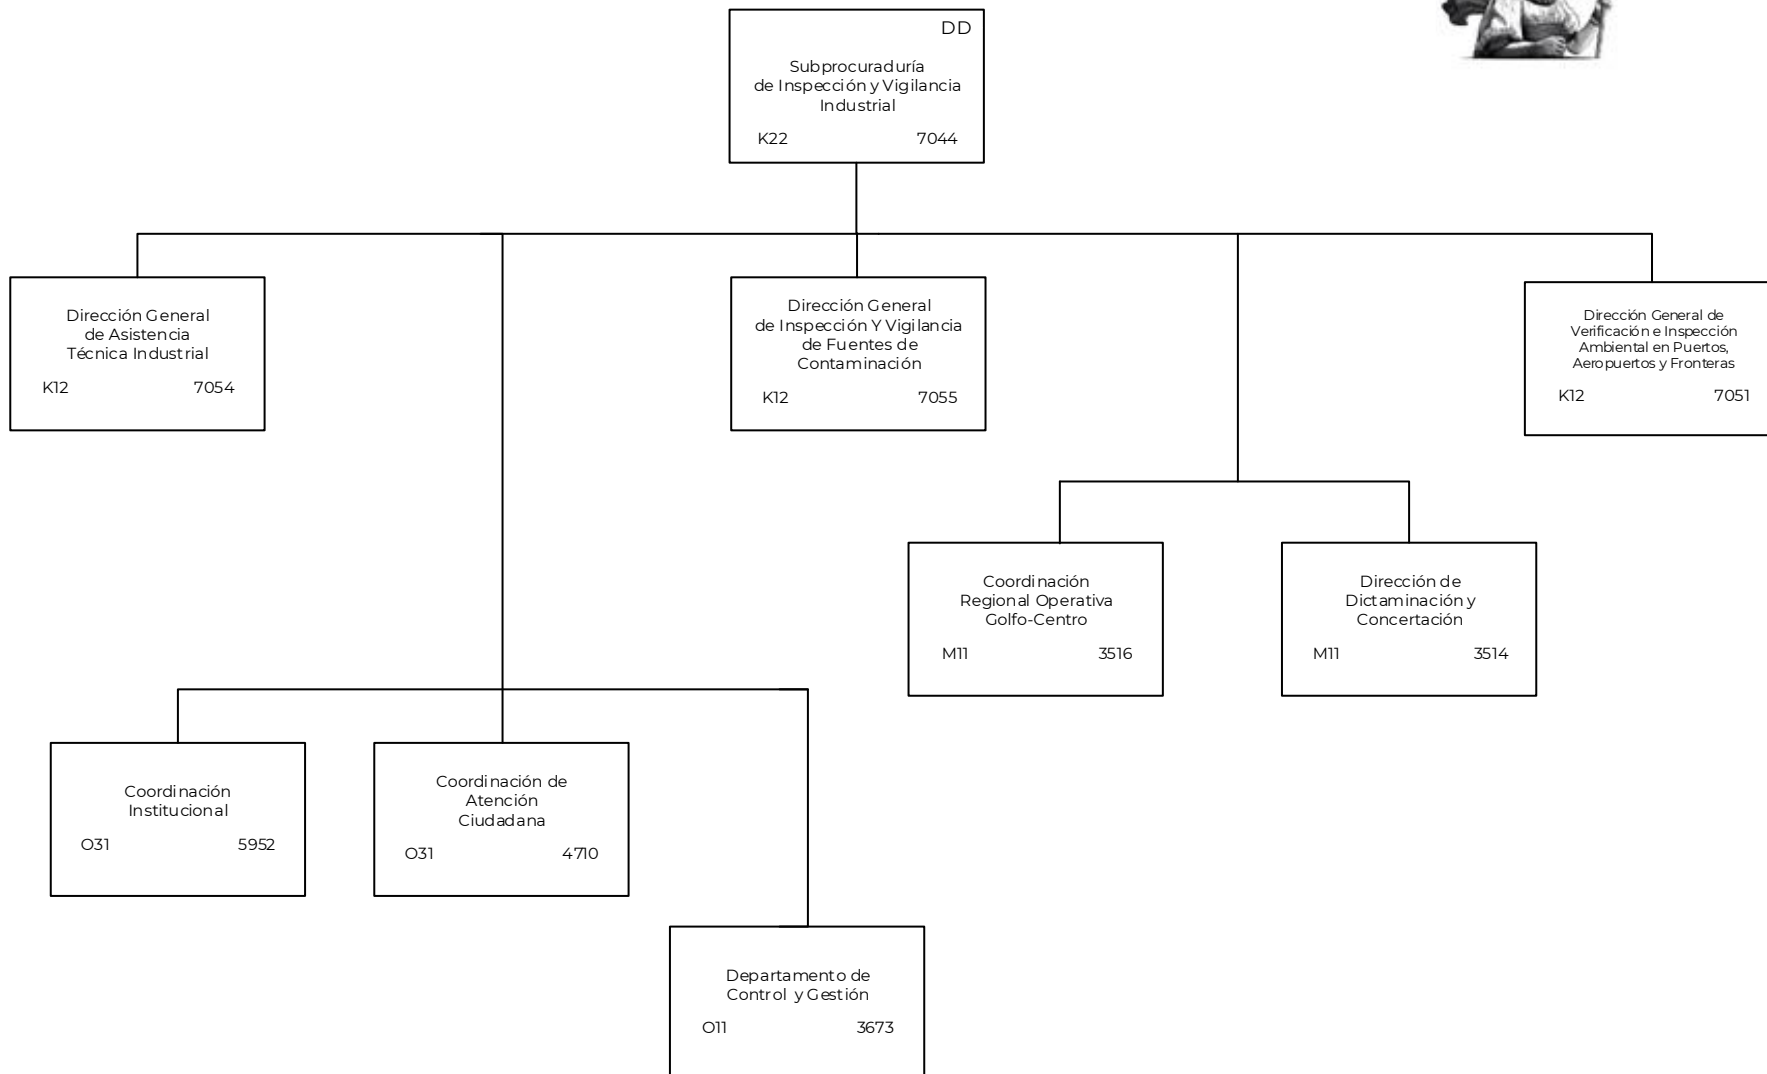 DD
Subprocuraduría
de Inspección y Vigilancia
Industrial
K22 7044
Dirección General
de Asistencia
Técnica Industrial
K12 7054
Dirección General
de Inspección Y Vigilancia
de Fuentes de
Contaminación
K12 7055
Dirección General de
Verificación e Inspección
Ambiental en Puertos,
Aeropuertos y Fronteras
K12 7051
Coordinación
Regional Operativa
Golfo-Centro
M11 3516
Dirección de
Dictaminación y
Concertación
M11 3514
Coordinación
Institucional
O31 5952
Coordinación de
Atención
Ciudadana
O31 4710
Departamento de
Control y Gestión
O11 3673